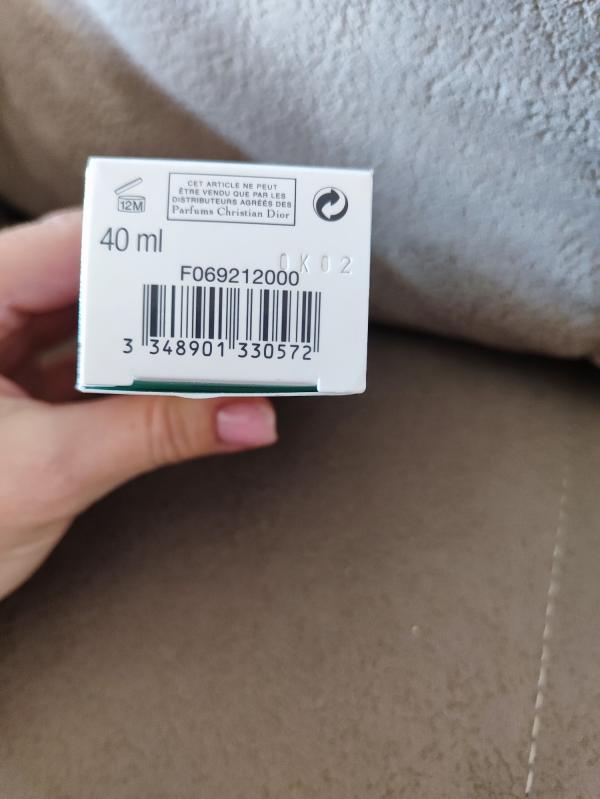 12M
CET ARTICLE NE PEUT
ÊTRE VENDU QUE PAR LES
DISTRIBUTEURS AGRÉÉS DES
Parfums Christian Dior
40 ml
0K02
F069212000
3 348901 330572